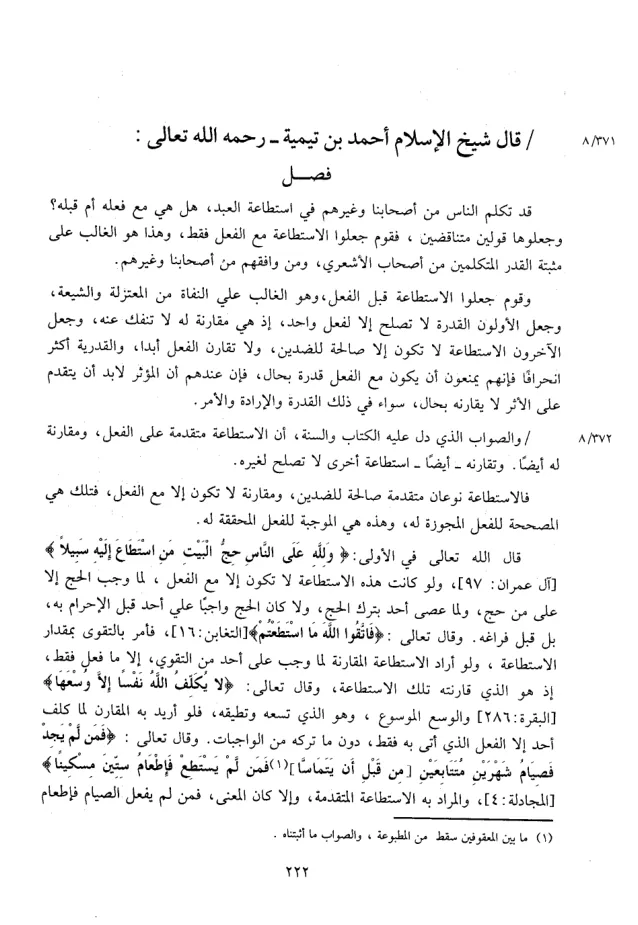 ٨/٣٧١
/ قال شيخ الإسلام أحمد بن تيمية ـ رحمه الله تعالى :
فصـــل
قد تكلم الناس من أصحابنا وغيرهم في استطاعة العبد، هل هي مع فعله أم قبله؟
وجعلوها قولين متناقضين ، فقوم جعلوا الاستطاعة مع الفعل فقط، وهذا هو الغالب على
مثبتة القدر المتكلمين من أصحاب الأشعري، ومن وافقهم من أصحابنا وغيرهم.
وقوم جعلوا الاستطاعة قبل الفعل،وهو الغالب علي النفاة من المعتزلة والشيعة،
وجعل الأولون القدرة لا تصلح إلا لفعل واحد، إذ هي مقارنة له لا تنفك عنه، وجعل
الآخرون الاستطاعة لا تكون إلا صالحة للضدين، ولا تقارن الفعل أبدا، والقدرية أكثر
انحرافًا فإنهم يمنعون أن يكون مع الفعل قدرة بحال، فإن عندهم أن المؤثر لابد أن يتقدم
على الأثر لا يقارنه بحال، سواء في ذلك القدرة والإرادة والأمر.
٨/٣٧٢
/ والصواب الذي دل عليه الكتاب والسنة، أن الاستطاعة متقدمة على الفعل، ومقارنة
له أيضًا. وتقارنه ـ أيضًا ـ استطاعة أخرى لا تصلح لغيره.
فالاستطاعة نوعان متقدمة صالحة للضدين، ومقارنة لا تكون إلا مع الفعل، فتلك هي
المصححة للفعل المجوزة له، وهذه هي الموجبة للفعل المحققة له.
قال الله تعالى في الأولى:﴿ وَلِلَّهِ عَلَى النَّاسِ حِجُّ الْبَيْتِ مَنِ اسْتَطَاعَ إِلَيْهِ سَبِيلاً ﴾
[آل عمران: ٩٧]، ولو كانت هذه الاستطاعة لا تكون إلا مع الفعل ، لما وجب الحج إلا
على من حج، ولما عصى أحد بترك الحج، ولا كان الحج واجبًا علي أحد قبل الإحرام به،
بل قبل فراغه. وقال تعالى :﴿فَاتَّقُوا اللَّهَ مَا اسْتَطَعْتُمْ﴾[التغابن:١٦]، فأمر بالتقوى بمقدار
الاستطاعة ، ولو أراد الاستطاعة المقارنة لما وجب على أحد من التقوي، إلا ما فعل فقط،
إذ هو الذي قارنته تلك الاستطاعة، وقال تعالى: ﴿لا يُكَلِّفُ اللَّهُ نَفْسًا إِلاَّ وُسْعَهَا﴾
[البقرة:٢٨٦] والوسع الموسوع ، وهو الذي تسعه وتطيقه، فلو أريد به المقارن لما كلف
أحد إلا الفعل الذي أتى به فقط، دون ما تركه من الواجبات. وقال تعالى : ﴿فَمَن لَّمْ يَجِدْ
فَصِيَامُ شَهْرَيْنِ مُتَتَابِعَيْنِ [مِن قَبْلِ أَن يَتَمَاسَّا](١)فَمَن لَّمْ يَسْتَطِعْ فَإِطْعَامُ سِتِّينَ مِسْكِينًا﴾
[المجادلة:٤]، والمراد به الاستطاعة المتقدمة، وإلا كان المعنى، فمن لم يفعل الصيام فإطعام
(١) ما بين المعقوفين سقط من المطبوعة ، والصواب ما أثبتناه .
٢٢٢